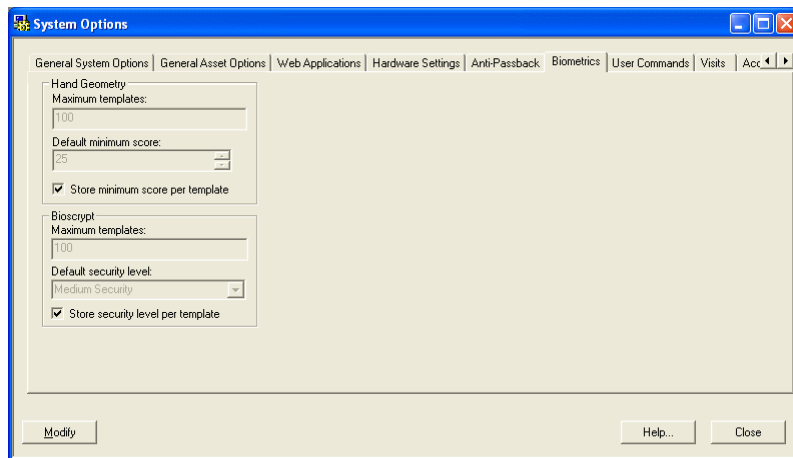 System Options
General System Options General Asset Options Web Applications Hardware Settings Anti-Passback Biometrics User Commands Visits Acc
Hand Geometry
Maximum templates:
100
Default minimum score:
25
Store minimum score per template
Bioscrypt
Maximum templates:
100
Default security level:
Medium Security
Store security level per template
Modify Help... Close